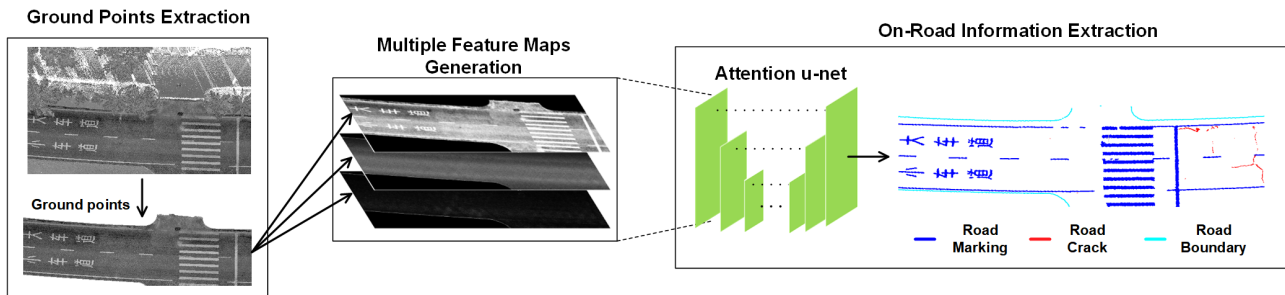 Ground Points Extraction
Ground points
Multiple Feature Maps
Generation
On-Road Information Extraction
Attention u-net
小 车 道
小 车 道
Road
Marking
Road
Crack
Road
Boundary